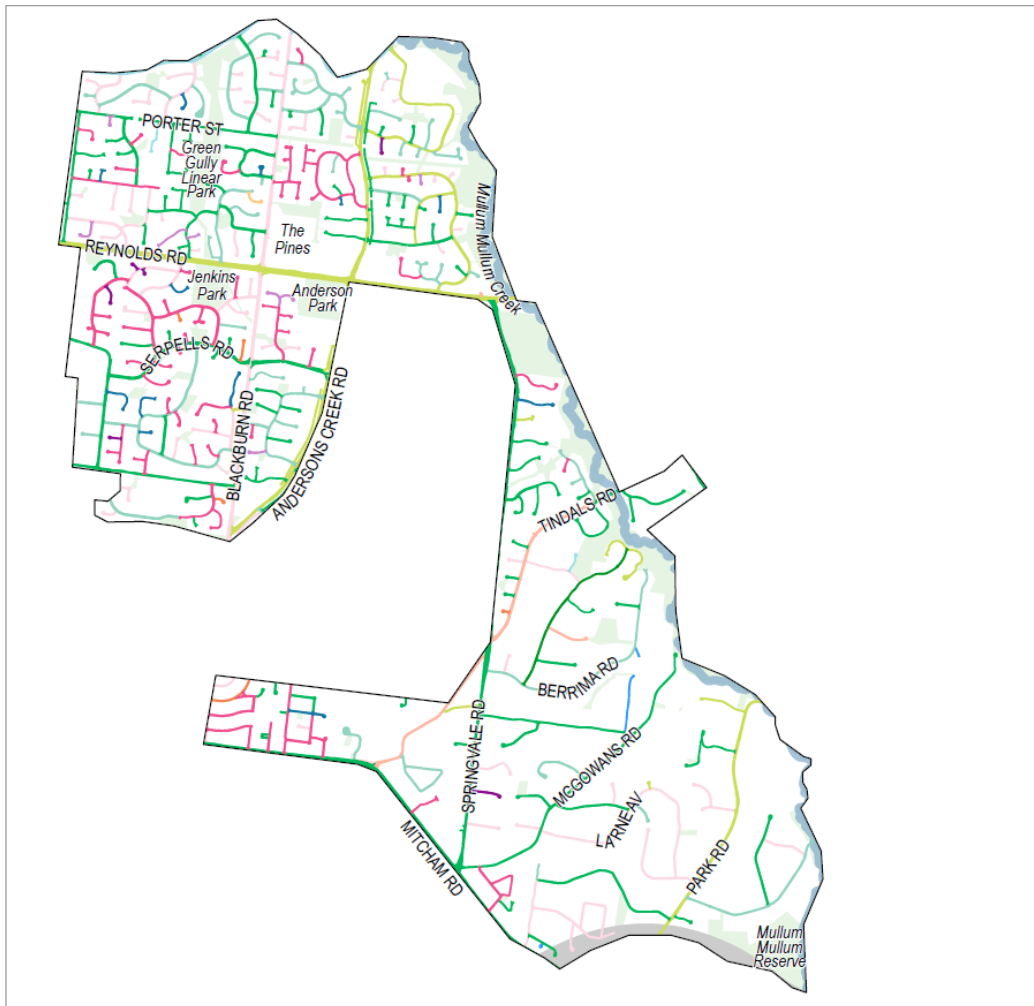 PORTER ST
Green
Gully
Linear
Park
Mullum Mullum Creek
The
Pines
REYNOLDS RD
Jenkins
Park
Anderson
Park
SERPELLS RD
BLACKBURN RD
ANDERSONS CREEK RD
TINDALS RD
BERRIMA RD
SPRINGVALE RD
MCGOWANS RD
LARNEAV
MITCHAM RD
PARK RD
Mullum
Mullum
Reserve